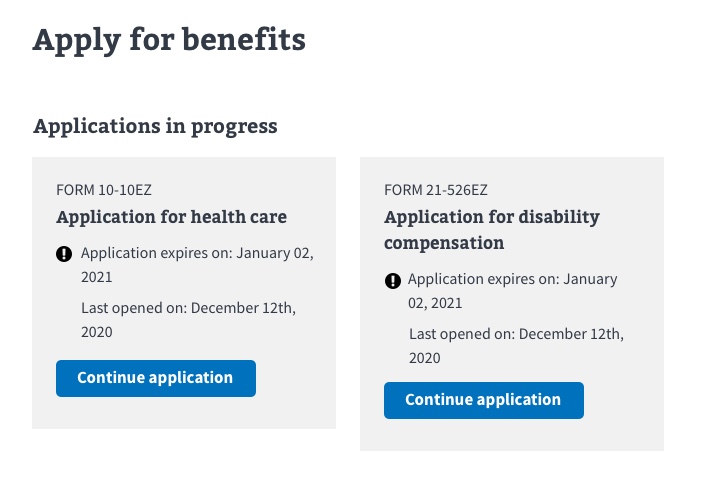 Apply for benefits
Applications in progress
FORM 10-10EZ
Application for health care
Application expires on: January 02,
2021
Last opened on: December 12th,
2020
Continue application
FORM 21-526EZ
Application for disability
compensation
Application expires on: January
02, 2021
Last opened on: December 12th,
2020
Continue application